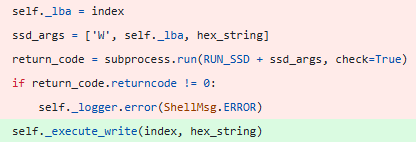 self._lba = index
ssd_args = ['W', self._lba, hex_string]
return_code = subprocess.run(RUN_SSD + ssd_args, check=True)
if return_code.returncode != 0:
    self._logger.error(ShellMsg.ERROR)
self._execute_write(index, hex_string)